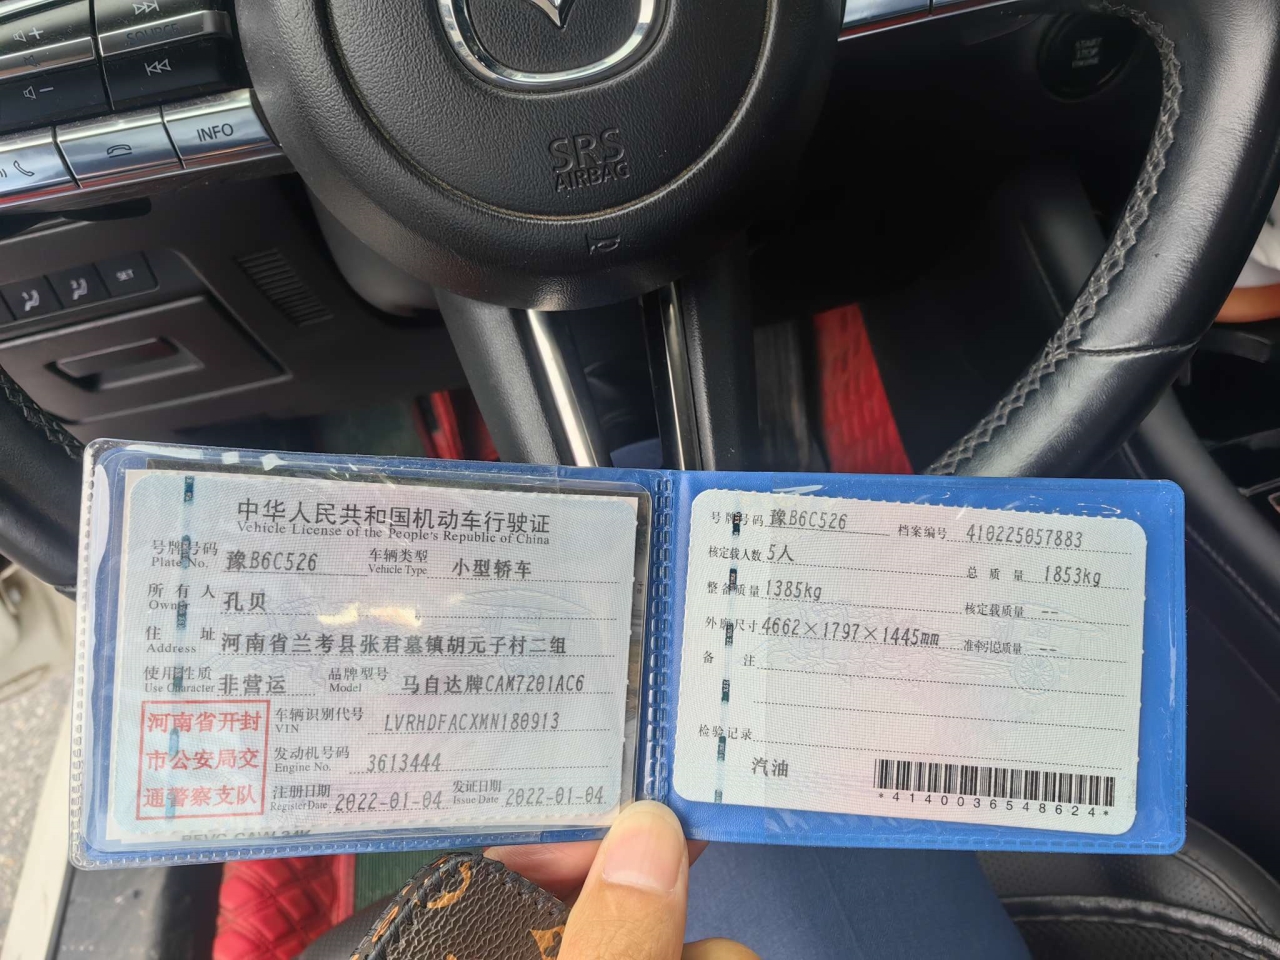 SOURCE
INFO
START
STOP
ENGINE
SRS
AIRBAG
中华人民共和国机动车行驶证
Vehicle License of the People's Republic of China
号牌号码 豫B6C526 车辆类型 小型轿车
Plate No. Vehicle Type
所有人 孔贝
Owner
住址 河南省兰考县张君墓镇胡元子村二组
Address
使用性质 非营运 品牌型号 马自达牌CAM7201AC6
Use Character Model
河南省开封
市公安局交
通警察支队
车辆识别代号 LVRHDFACXMN180913
VIN
发动机号码 3613444
Engine No.
注册日期 2022-01-04 发证日期 2022-01-04
Register Date Issue Date
号牌号码 豫B6C526 档案编号 410225057883
核定载人数 5人 总质量 1853kg
整备质量 1385kg 核定载质量 --
外廓尺寸 4662×1797×1445mm 准牵引总质量 --
备注
检验记录
汽油
*4140036548624*